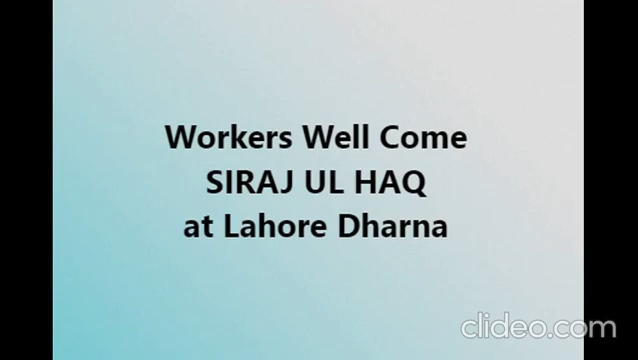 Workers Well Come
SIRAJ UL HAQ
at Lahore Dharna
clideo.com